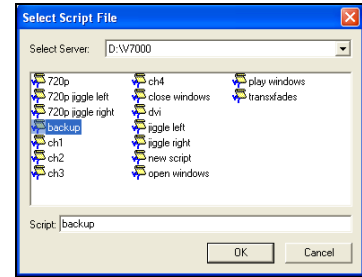 Select Script File
Select Server: D:\V7000
720p
720p jiggle left
720p jiggle right
backup
ch1
ch2
ch3
ch4
close windows
dvi
jiggle left
jiggle right
new script
open windows
play windows
transxfades
Script: backup
OK Cancel